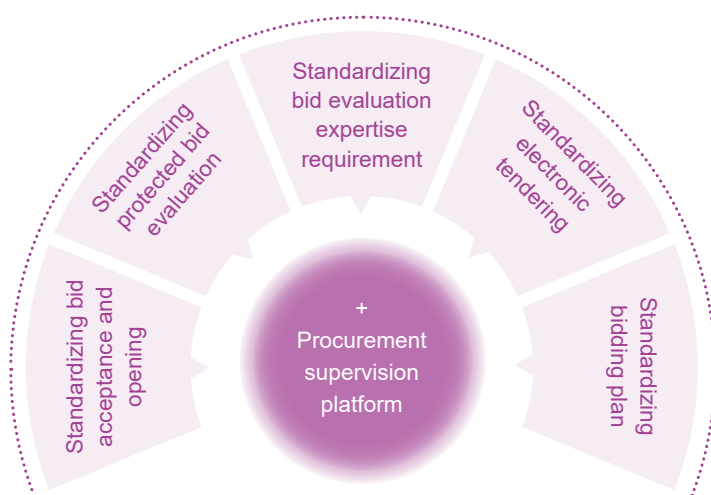 Standardizing bid
acceptance and
opening
Standardizing
protected bid
evaluation
Standardizing
bid evaluation
expertise
requirement
Standardizing
electronic
tendering
Standardizing
bidding plan
+
Procurement
supervision
platform